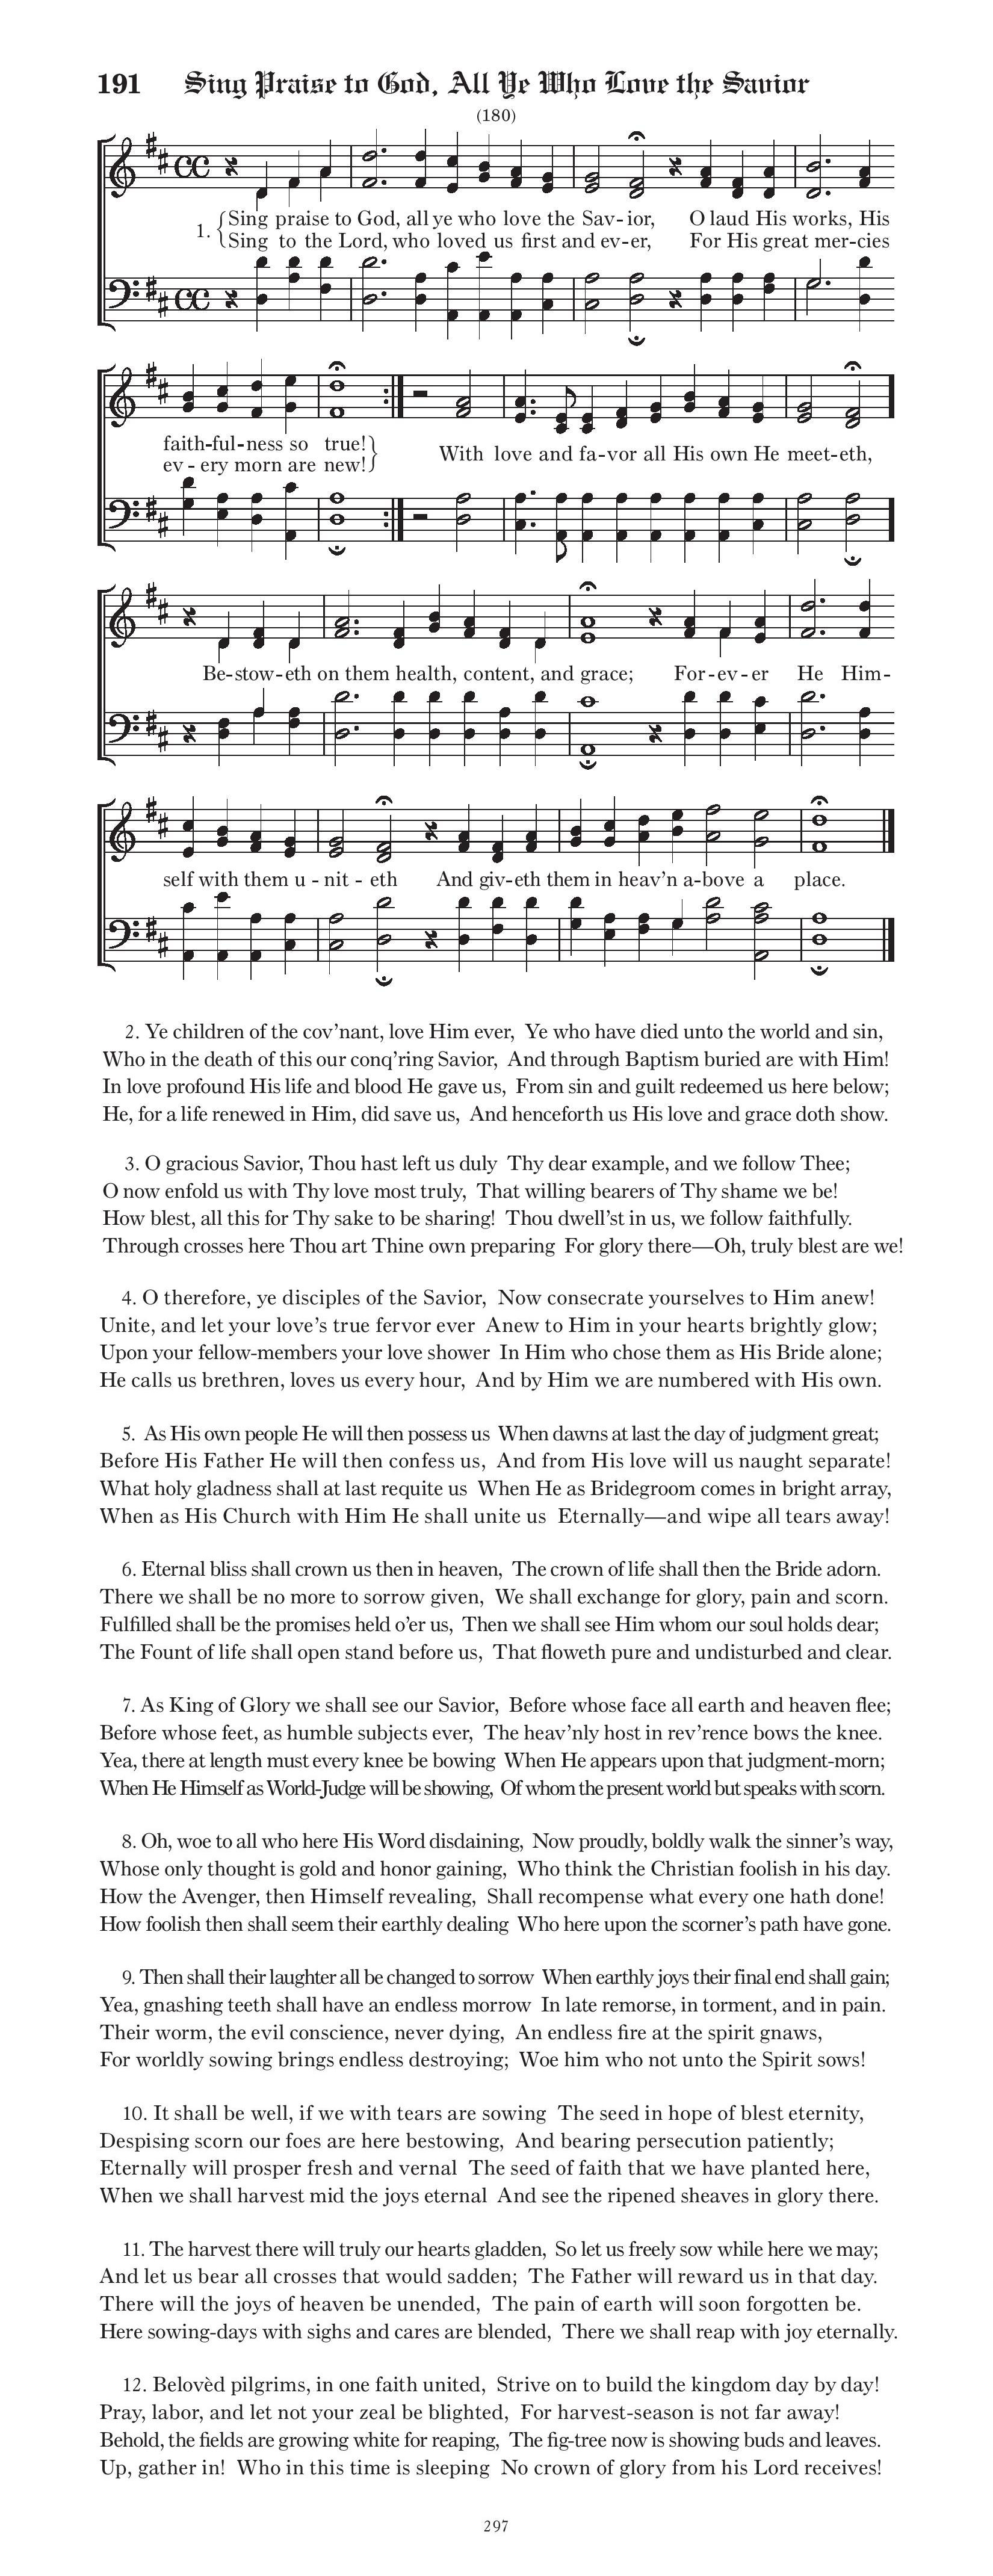 191 Sing Praise to God, All Ye Who Love the Savior
(180)
1. Sing praise to God, all ye who love the Sav-ior, O laud His works, His
Sing to the Lord, who loved us first and ev-er, For His great mer-cies
faith-ful-ness so true! With love and fa-vor all His own He meet-eth,
ev-ery morn are new!
Be-stow-eth on them health, content, and grace; For-ev-er He Him-
self with them u-nit-eth And giv-eth them in heav’n a-bove a place.
2. Ye children of the cov’nant, love Him ever, Ye who have died unto the world and sin,
Who in the death of this our conq’ring Savior, And through Baptism buried are with Him!
In love profound His life and blood He gave us, From sin and guilt redeemed us here below;
He, for a life renewed in Him, did save us, And henceforth us His love and grace doth show.
3. O gracious Savior, Thou hast left us duly Thy dear example, and we follow Thee;
O now enfold us with Thy love most truly, That willing bearers of Thy shame we be!
How blest, all this for Thy sake to be sharing! Thou dwell’st in us, we follow faithfully.
Through crosses here Thou art Thine own preparing For glory there—Oh, truly blest are we!
4. O therefore, ye disciples of the Savior, Now consecrate yourselves to Him anew!
Unite, and let your love’s true fervor ever Anew to Him in your hearts brightly glow;
Upon your fellow-members your love shower In Him who chose them as His Bride alone;
He calls us brethren, loves us every hour, And by Him we are numbered with His own.
5. As His own people He will then possess us When dawns at last the day of judgment great;
Before His Father He will then confess us, And from His love will us naught separate!
What holy gladness shall at last requite us When He as Bridegroom comes in bright array,
When as His Church with Him He shall unite us Eternally—and wipe all tears away!
6. Eternal bliss shall crown us then in heaven, The crown of life shall then the Bride adorn.
There we shall be no more to sorrow given, We shall exchange for glory, pain and scorn.
Fulfilled shall be the promises held o’er us, Then we shall see Him whom our soul holds dear;
The Fount of life shall open stand before us, That floweth pure and undisturbed and clear.
7. As King of Glory we shall see our Savior, Before whose face all earth and heaven flee;
Before whose feet, as humble subjects ever, The heav’nly host in rev’rence bows the knee.
Yea, there at length must every knee be bowing When He appears upon that judgment-morn;
When He Himself as World-Judge will be showing, Of whom the present world but speaks with scorn.
8. Oh, woe to all who here His Word disdaining, Now proudly, boldly walk the sinner’s way,
Whose only thought is gold and honor gaining, Who think the Christian foolish in his day.
How the Avenger, then Himself revealing, Shall recompense what every one hath done!
How foolish then shall seem their earthly dealing Who here upon the scorner’s path have gone.
9. Then shall their laughter all be changed to sorrow When earthly joys their final end shall gain;
Yea, gnashing teeth shall have an endless morrow In late remorse, in torment, and in pain.
Their worm, the evil conscience, never dying, An endless fire at the spirit gnaws,
For worldly sowing brings endless destroying; Woe him who not unto the Spirit sows!
10. It shall be well, if we with tears are sowing The seed in hope of blest eternity,
Despising scorn our foes are here bestowing, And bearing persecution patiently;
Eternally will prosper fresh and vernal The seed of faith that we have planted here,
When we shall harvest mid the joys eternal And see the ripened sheaves in glory there.
11. The harvest there will truly our hearts gladden, So let us freely sow while here we may;
And let us bear all crosses that would sadden; The Father will reward us in that day.
There will the joys of heaven be unended, The pain of earth will soon forgotten be.
Here sowing-days with sighs and cares are blended, There we shall reap with joy eternally.
12. Belovèd pilgrims, in one faith united, Strive on to build the kingdom day by day!
Pray, labor, and let not your zeal be blighted, For harvest-season is not far away!
Behold, the fields are growing white for reaping, The fig-tree now is showing buds and leaves.
Up, gather in! Who in this time is sleeping No crown of glory from his Lord receives!
297